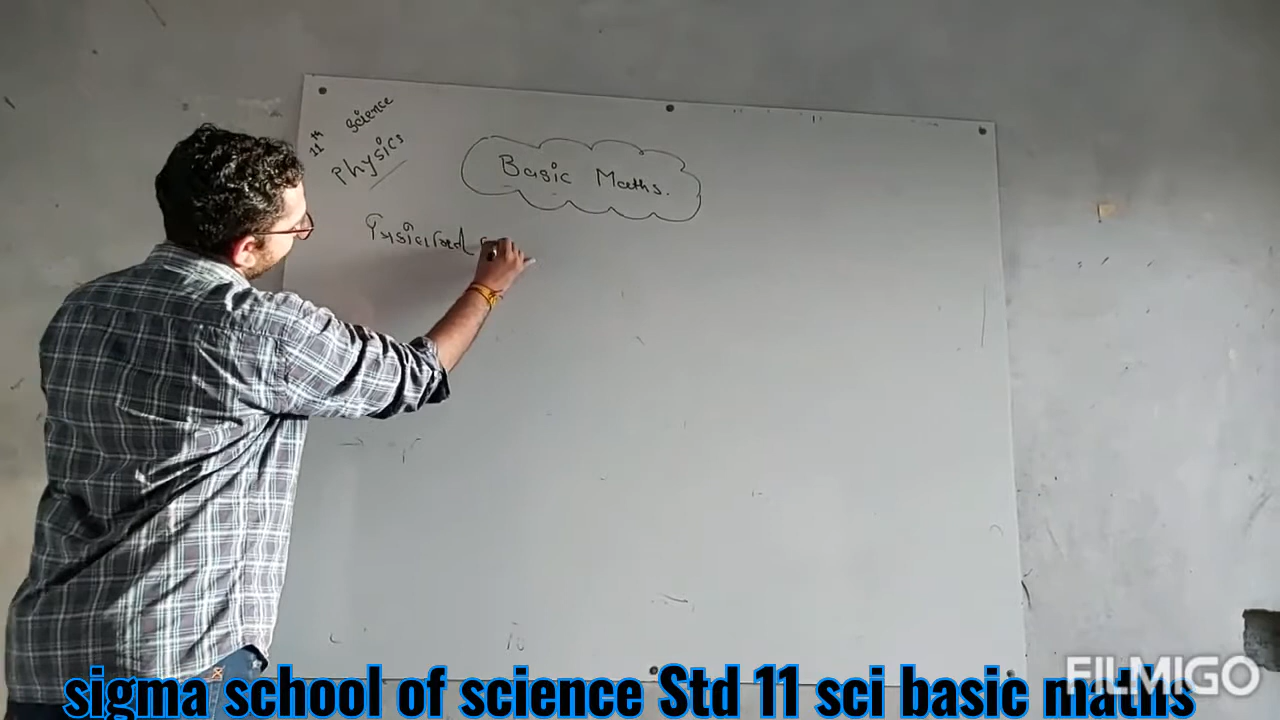 11th Science
Physics
Basic Maths.
FILMIGO
sigma school of science Std 11 sci basic maths